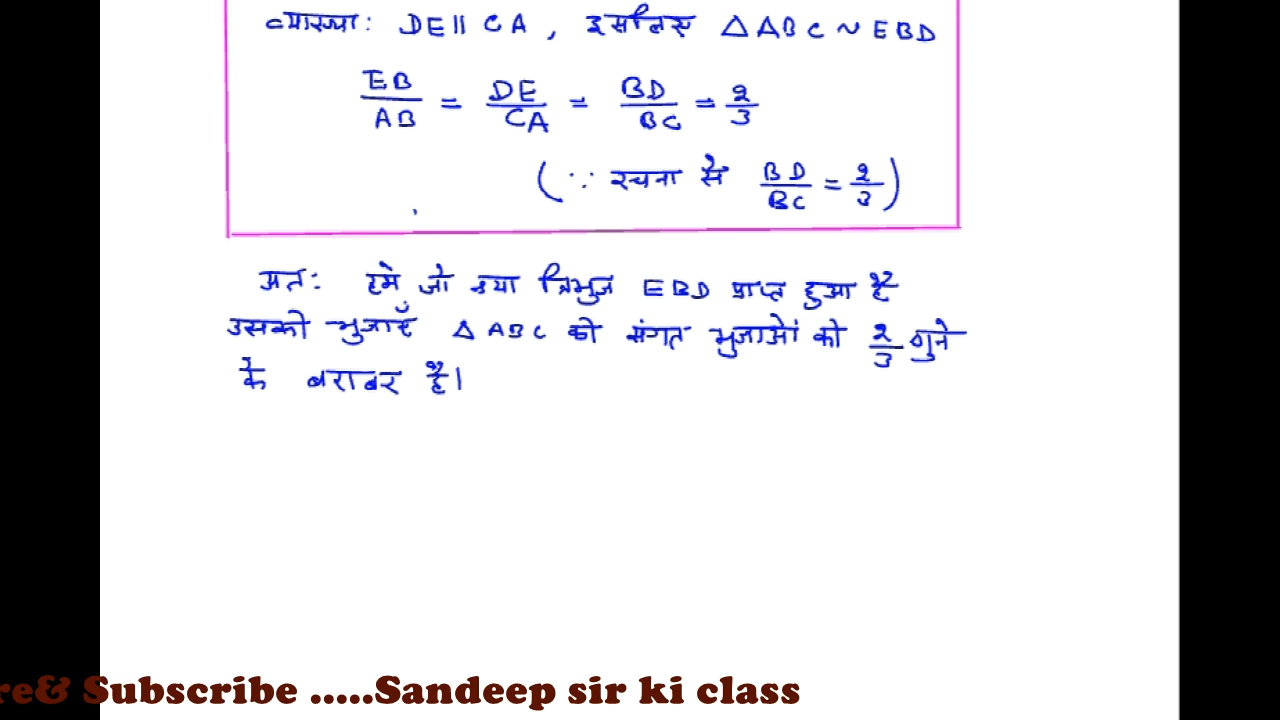 व्याख्या: DE॥ CA , इसलिए △ ABC ~ EBD
EB/AB = DE/CA = BD/BC = 2/3
(∵ रचना से BD/BC = 2/3)
अत: हमे जो नया त्रिभुज EBD प्राप्त हुआ है
उसकी भुजाएँ △ ABC की संगत भुजाओं की 2/3 गुने
के बराबर है।
re& Subscribe .....Sandeep sir ki class